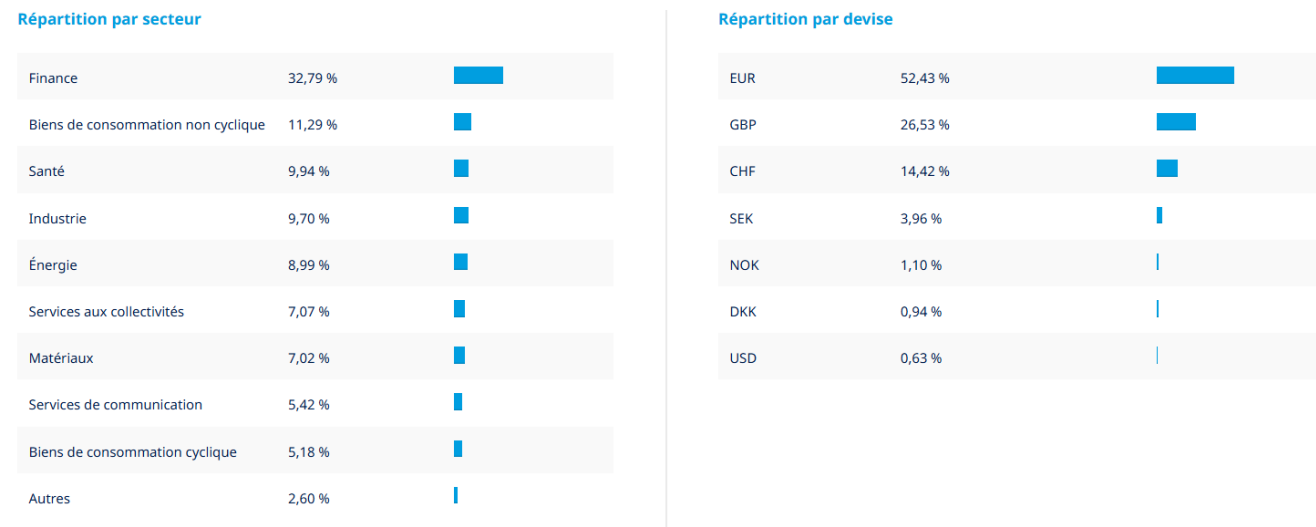 Répartition par secteur
Finance 32,79 %
Biens de consommation non cyclique 11,29 %
Santé 9,94 %
Industrie 9,70 %
Énergie 8,99 %
Services aux collectivités 7,07 %
Matériaux 7,02 %
Services de communication 5,42 %
Biens de consommation cyclique 5,18 %
Autres 2,60 %
Répartition par devise
EUR 52,43 %
GBP 26,53 %
CHF 14,42 %
SEK 3,96 %
NOK 1,10 %
DKK 0,94 %
USD 0,63 %